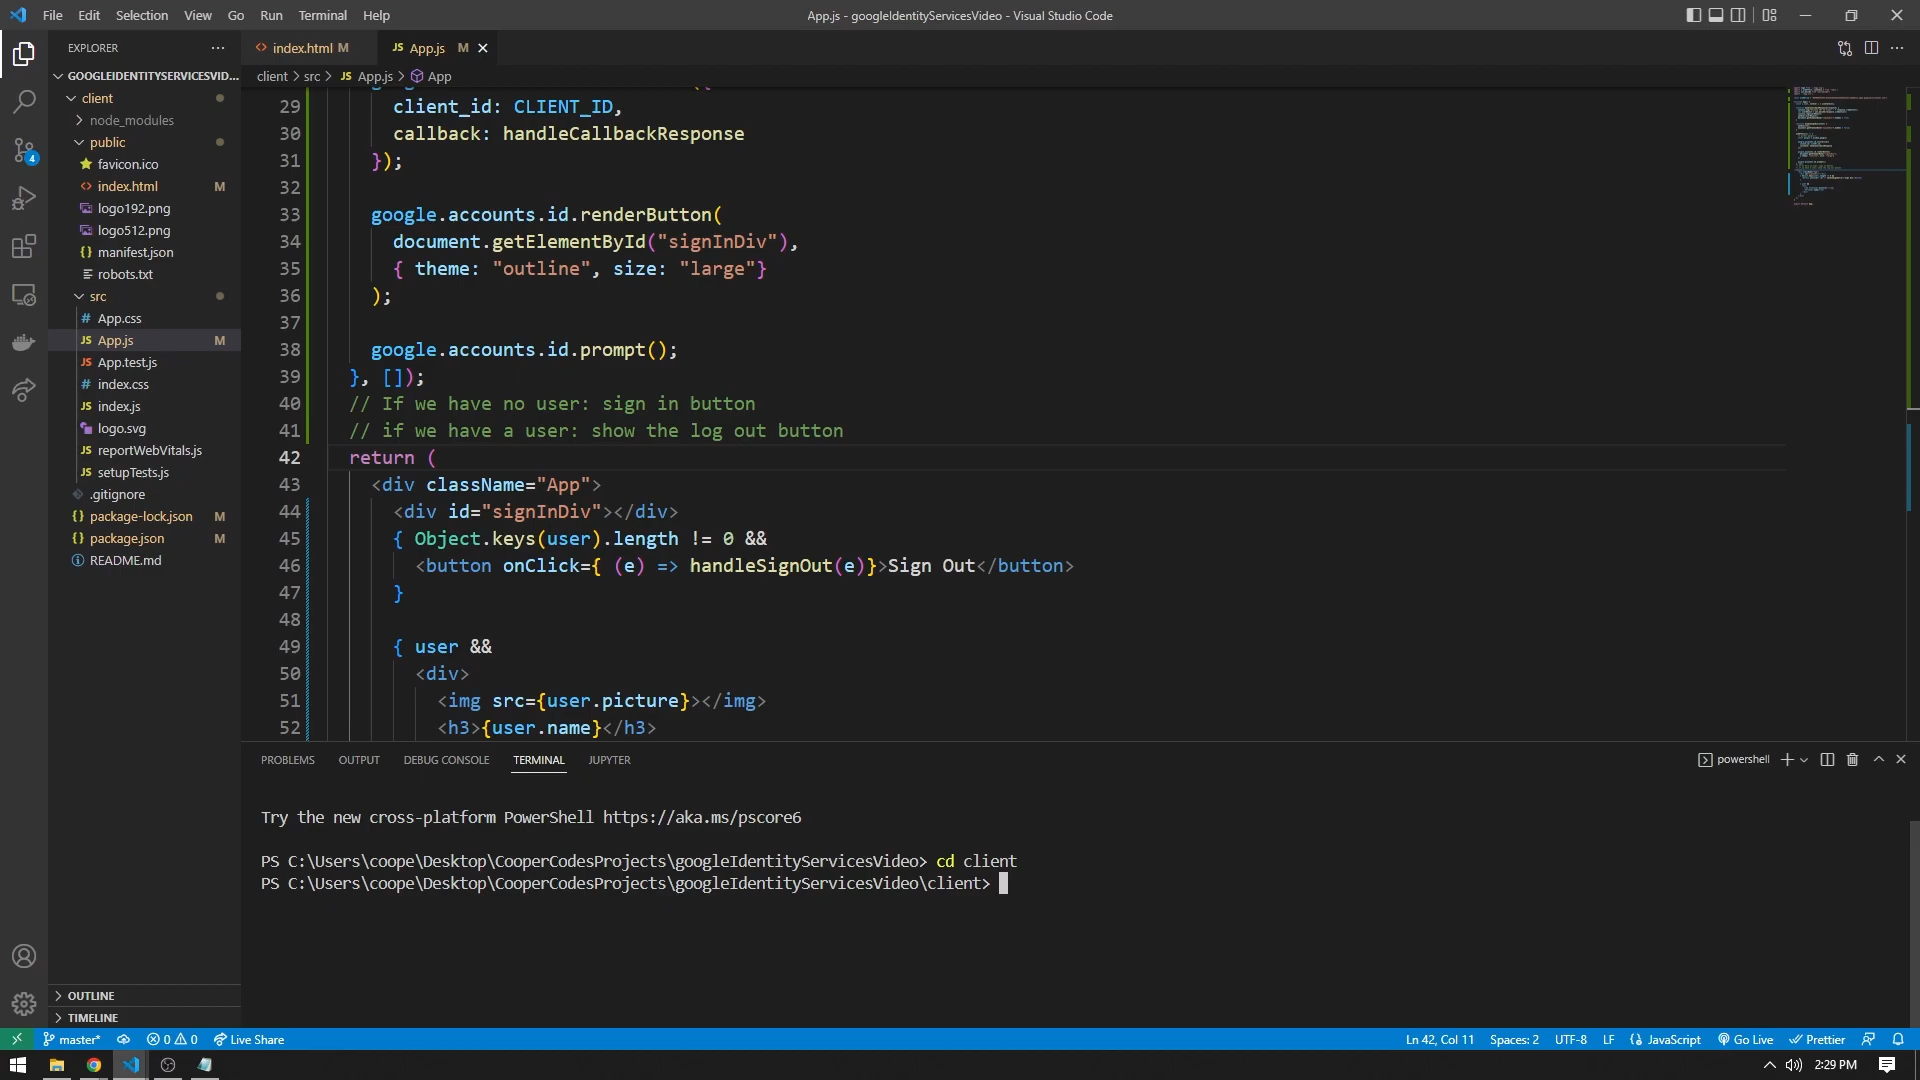 File Edit Selection View Go Run Terminal Help
App.js - googleIdentityServicesVideo - Visual Studio Code
EXPLORER
GOOGLEIDENTITYSERVICESVID...
client
node_modules
public
favicon.ico
index.html M
logo192.png
logo512.png
manifest.json
robots.txt
src
App.css
App.js M
App.test.js
index.css
index.js
logo.svg
reportWebVitals.js
setupTests.js
.gitignore
package-lock.json M
package.json M
README.md
OUTLINE
TIMELINE
4
index.html M
JS App.js M
client > src > JS App.js > App
29 client_id: CLIENT_ID,
30 callback: handleCallbackResponse
31 });
32
33 google.accounts.id.renderButton(
34 document.getElementById("signInDiv"),
35 { theme: "outline", size: "large"}
36 );
37
38 google.accounts.id.prompt();
39 }, []);
40 // If we have no user: sign in button
41 // if we have a user: show the log out button
42 return (
43 <div className="App">
44 <div id="signInDiv"></div>
45 { Object.keys(user).length != 0 &&
46 <button onClick={ (e) => handleSignOut(e)}>Sign Out</button>
47 }
48
49 { user &&
50 <div>
51 <img src={user.picture}></img>
52 <h3>{user.name}</h3>
PROBLEMS OUTPUT DEBUG CONSOLE TERMINAL JUPYTER
powershell
Try the new cross-platform PowerShell https://aka.ms/pscore6
PS C:\Users\coope\Desktop\CooperCodesProjects\googleIdentityServicesVideo> cd client
PS C:\Users\coope\Desktop\CooperCodesProjects\googleIdentityServicesVideo\client>
master* 0 0 Live Share
Ln 42, Col 11 Spaces: 2 UTF-8 LF JavaScript Go Live Prettier
2:29 PM